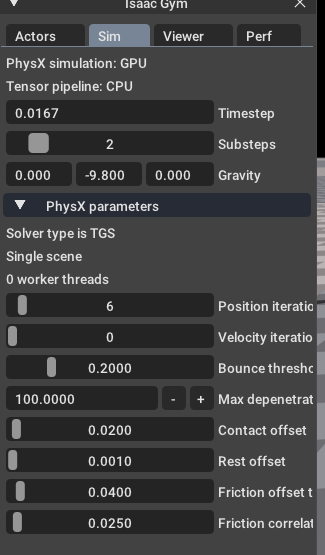 Isaac Gym
Actors Sim Viewer Perf
PhysX simulation: GPU
Tensor pipeline: CPU
0.0167 Timestep
2 Substeps
0.000 -9.800 0.000 Gravity
PhysX parameters
Solver type is TGS
Single scene
0 worker threads
6 Position iteratio
0 Velocity iteratio
0.2000 Bounce thresho
100.0000 - + Max depenetrat
0.0200 Contact offset
0.0010 Rest offset
0.0400 Friction offset t
0.0250 Friction correlat